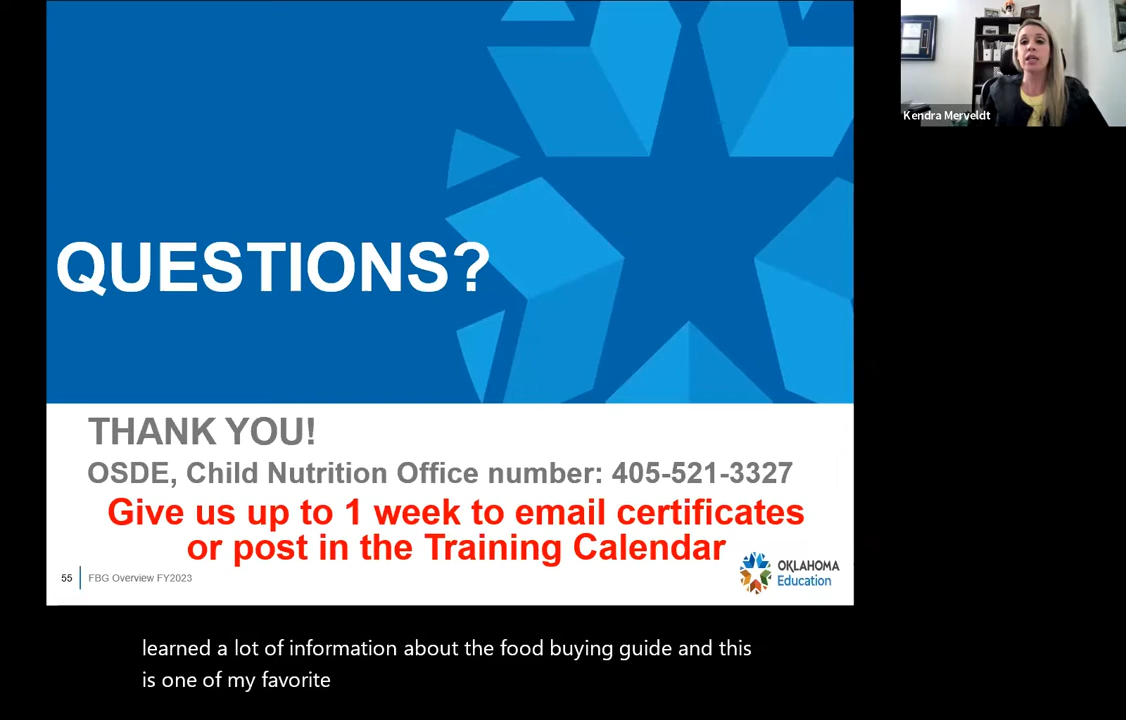 Kendra Merveldt
QUESTIONS?
THANK YOU!
OSDE, Child Nutrition Office number: 405-521-3327
Give us up to 1 week to email certificates
or post in the Training Calendar
55
FBG Overview FY2023
OKLAHOMA
Education
learned a lot of information about the food buying guide and this
is one of my favorite